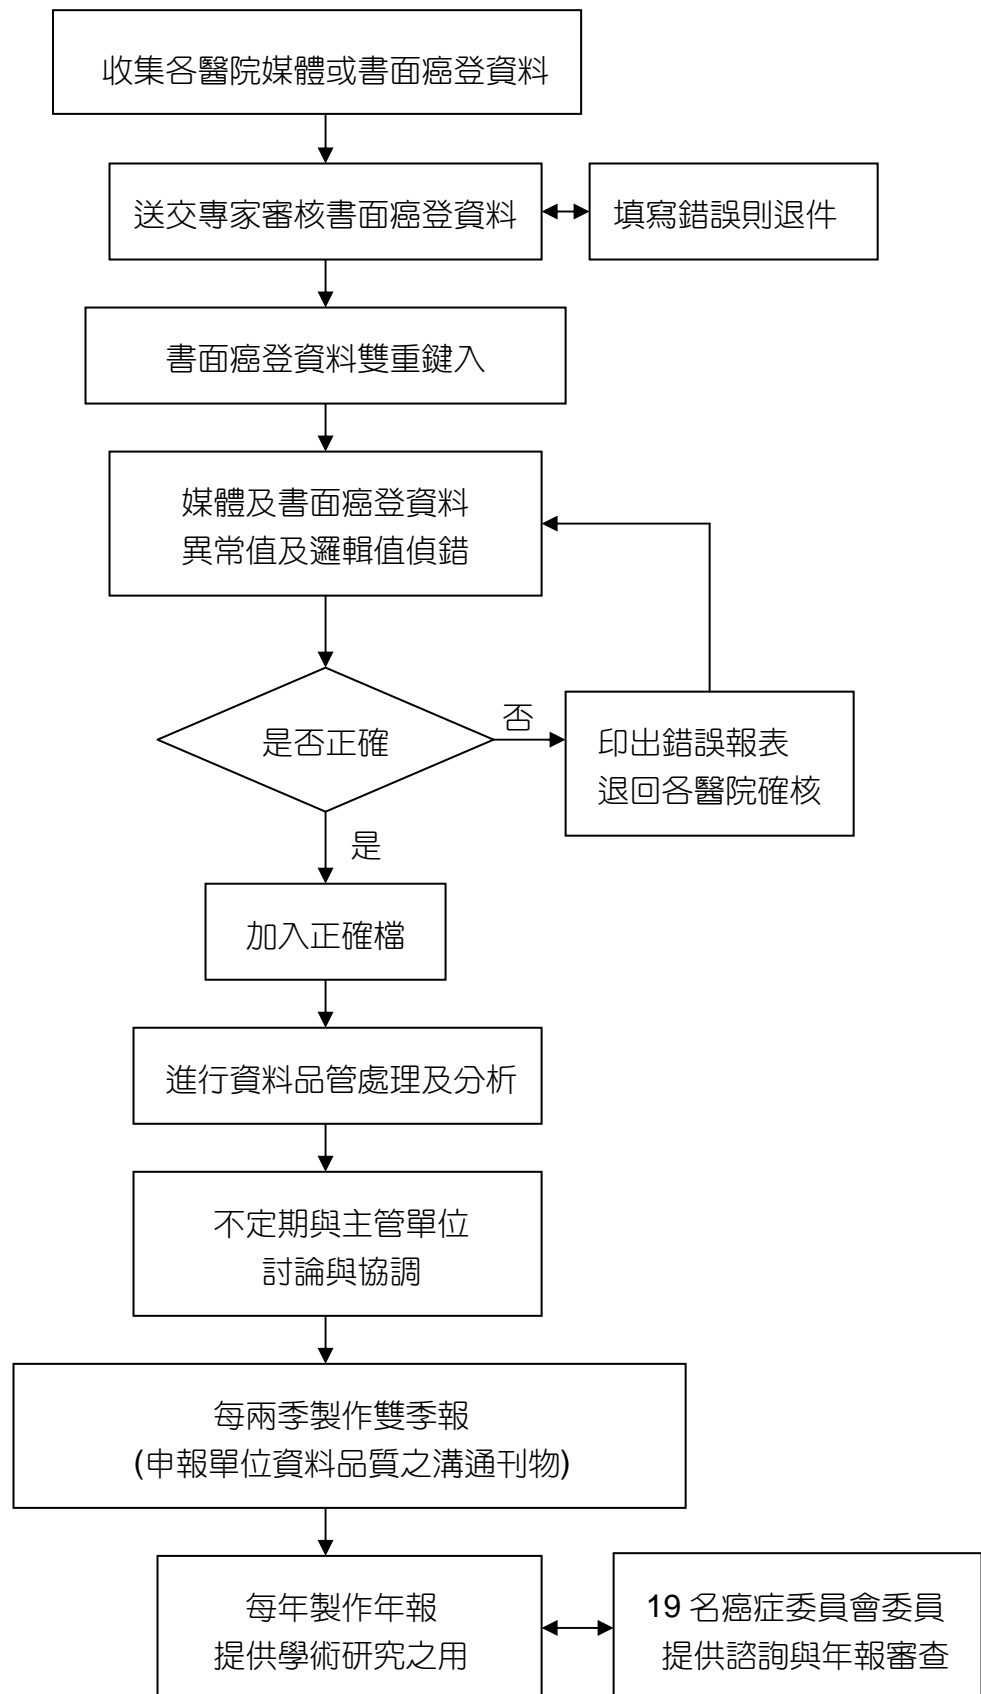 收集各醫院媒體或書面癌登資料
送交專家審核書面癌登資料
填寫錯誤則退件
書面癌登資料雙重鍵入
媒體及書面癌登資料
異常值及邏輯值偵錯
是否正確
否
印出錯誤報表
退回各醫院確核
是
加入正確檔
進行資料品管處理及分析
不定期與主管單位
討論與協調
每兩季製作雙季報
(申報單位資料品質之溝通刊物)
每年製作年報
提供學術研究之用
19 名癌症委員會委員
提供諮詢與年報審查